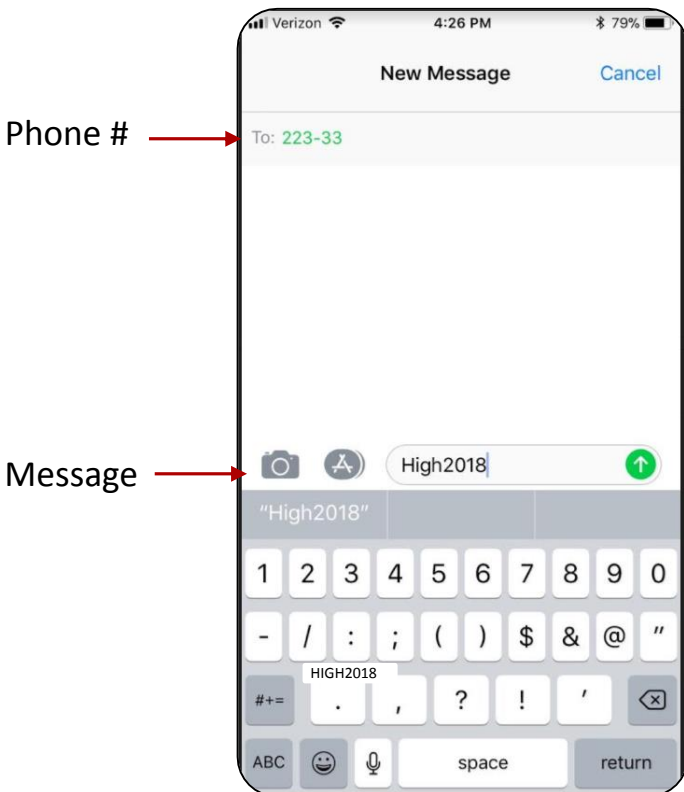 Verizon 4:26 PM 79%
New Message Cancel
Phone #
To: 223-33
Message
High2018
"High2018"
1 2 3 4 5 6 7 8 9 0
- / : ; ( ) $ & @ "
HIGH2018
#+= . , ? ! '
ABC space return